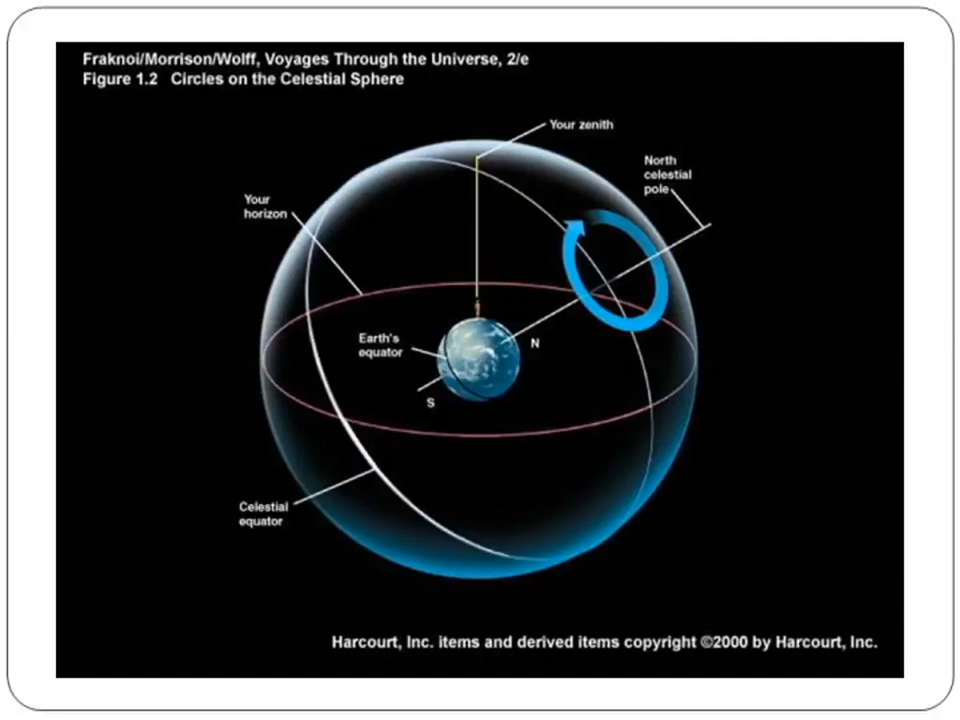 Fraknoi/Morrison/Wolff, Voyages Through the Universe, 2/e
Figure 1.2 Circles on the Celestial Sphere
Your zenith
North
celestial
pole
Your
horizon
Earth's
equator
N
S
Celestial
equator
Harcourt, Inc. items and derived items copyright ©2000 by Harcourt, Inc.